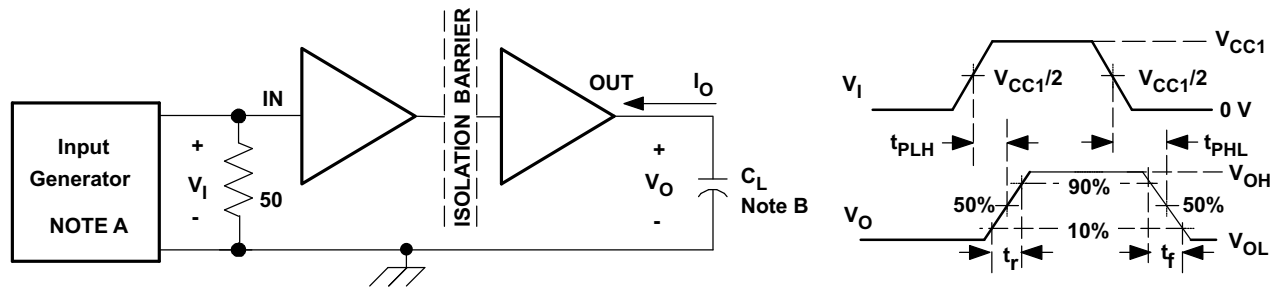 Input
Generator
NOTE A
+
V_I
-
50
IN
ISOLATION BARRIER
OUT
I_O
+
V_O
-
C_L
Note B
V_I
V_CC1/2
V_CC1/2
V_CC1
0 V
t_PLH
t_PHL
V_O
50%
90%
10%
50%
V_OH
V_OL
t_r
t_f